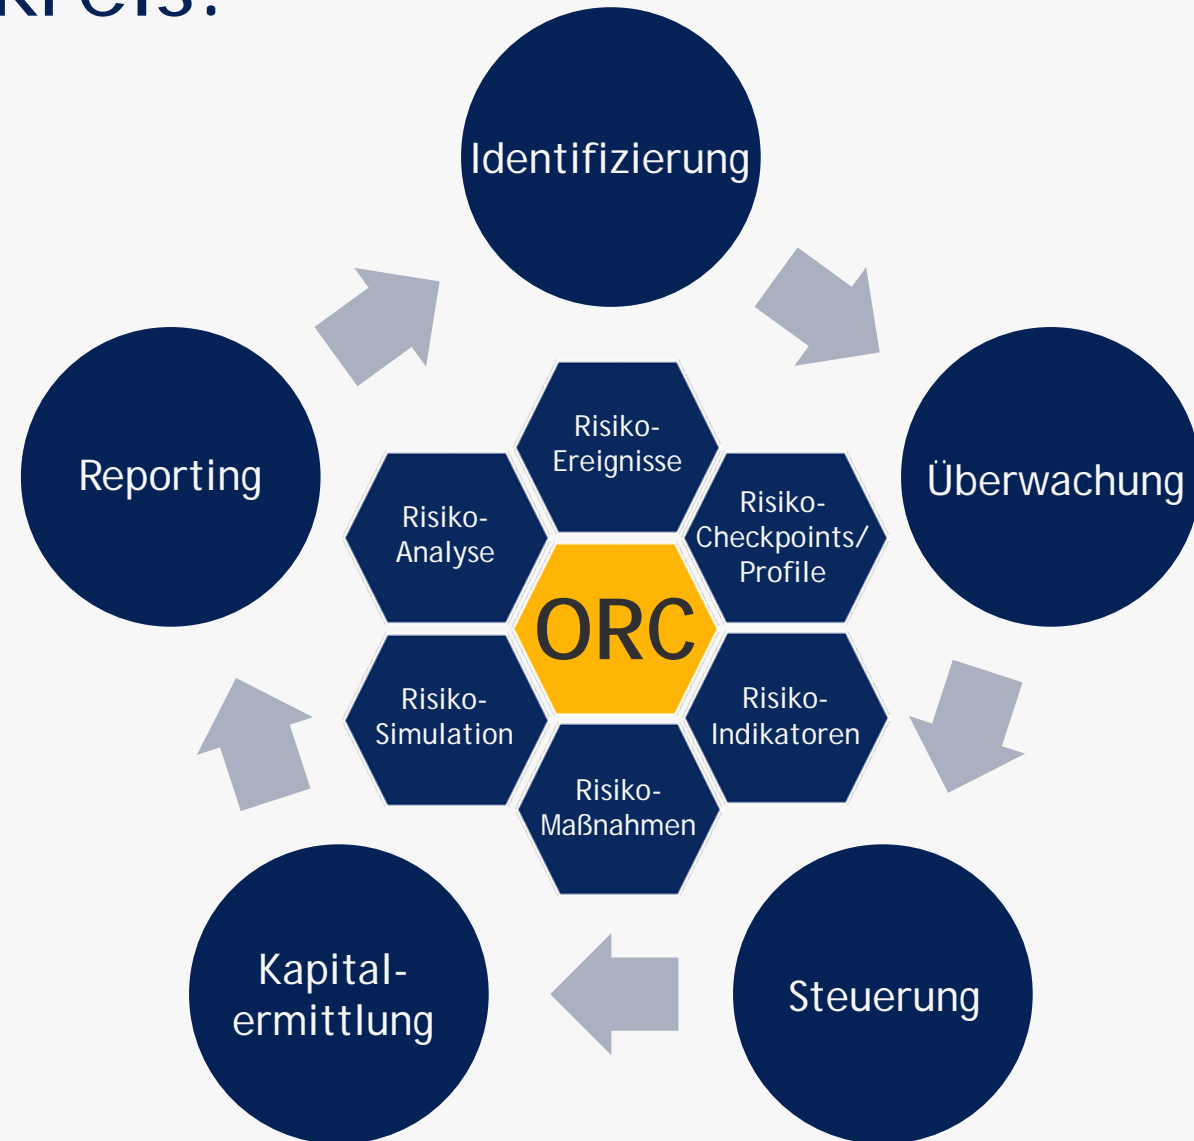 kreis:
Identifizierung
Reporting
Überwachung
Risiko-
Ereignisse
Risiko-
Analyse
Risiko-
Checkpoints/
Profile
ORC
Risiko-
Simulation
Risiko-
Indikatoren
Risiko-
Maßnahmen
Kapital-
ermittlung
Steuerung